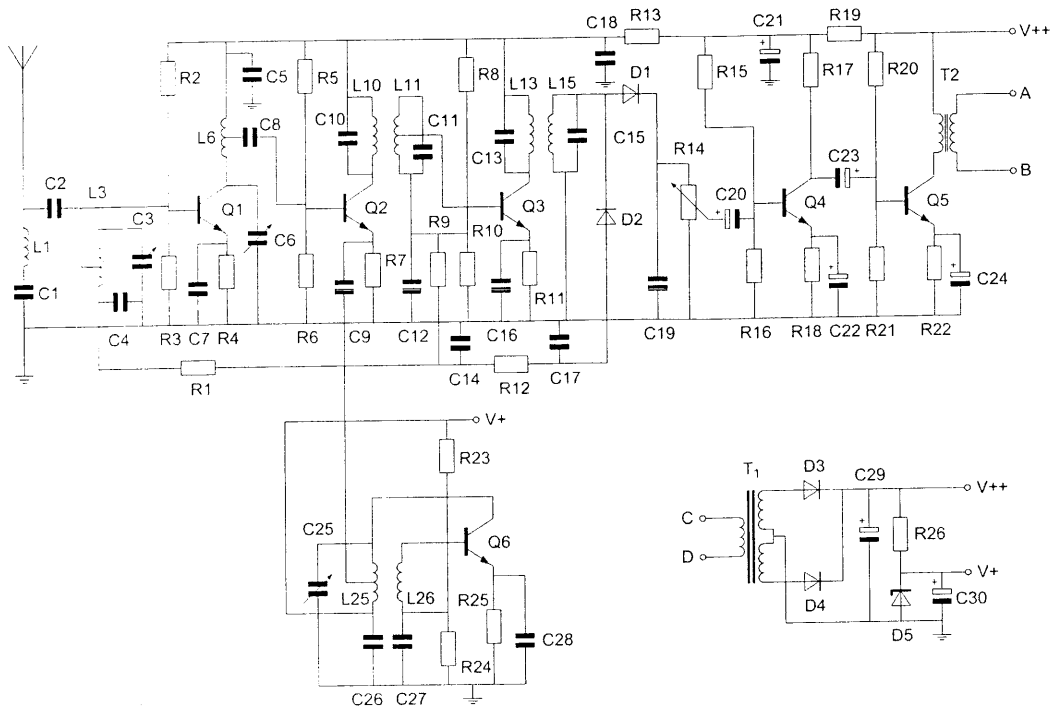 C18 R13 C21 R19 V++
R2 C5 R5 L10 L11 R8 L13 L15 D1 R15 R17 R20 T2
A
C8 C10 C11 C13 C15 R14 C23
L6
B
C2 L3 Q1 Q2 Q3 C20 Q4 Q5
C3 C6 R9 R10 D2
L1 R7 R11 C24
C1
C4 R3 C7 R4 R6 C9 C12 C16 C19 R16 R18 C22 R21 R22
R1 C14 R12 C17
V+
R23
T1 D3 C29 V++
C25 Q6 C R26
D
L25 L26 R25 D4 V+
C30
D5
R24 C28
C26 C27
+
+
+
+
+
+
+